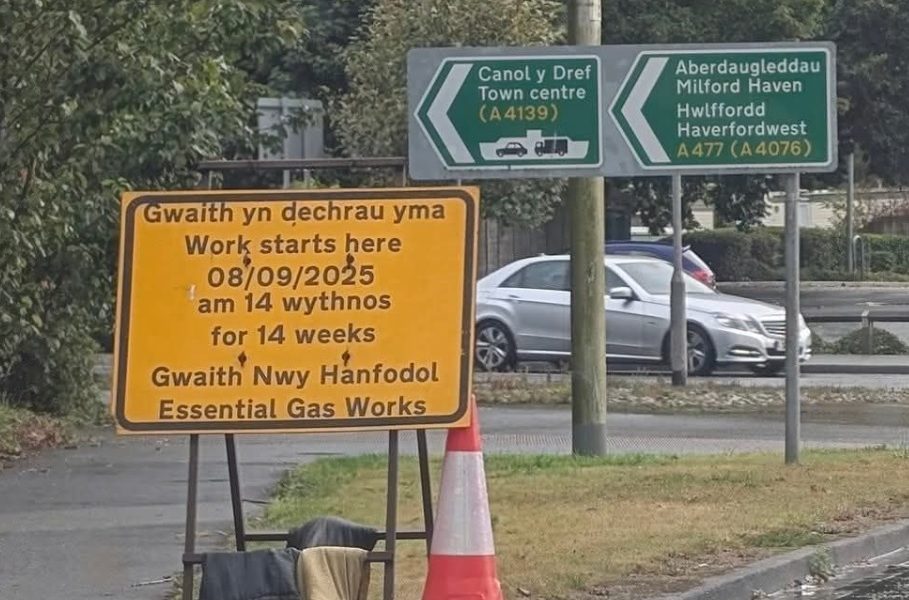 Gwaith yn dechrau yma
Work starts here
08/09/2025
am 14 wythnos
for 14 weeks
Gwaith Nwy Hanfodol
Essential Gas Works
Canol y Dref
Town centre
(A4139)
Aberdaugleddau
Milford Haven
Hwlffordd
Haverfordwest
A477 (A4076)